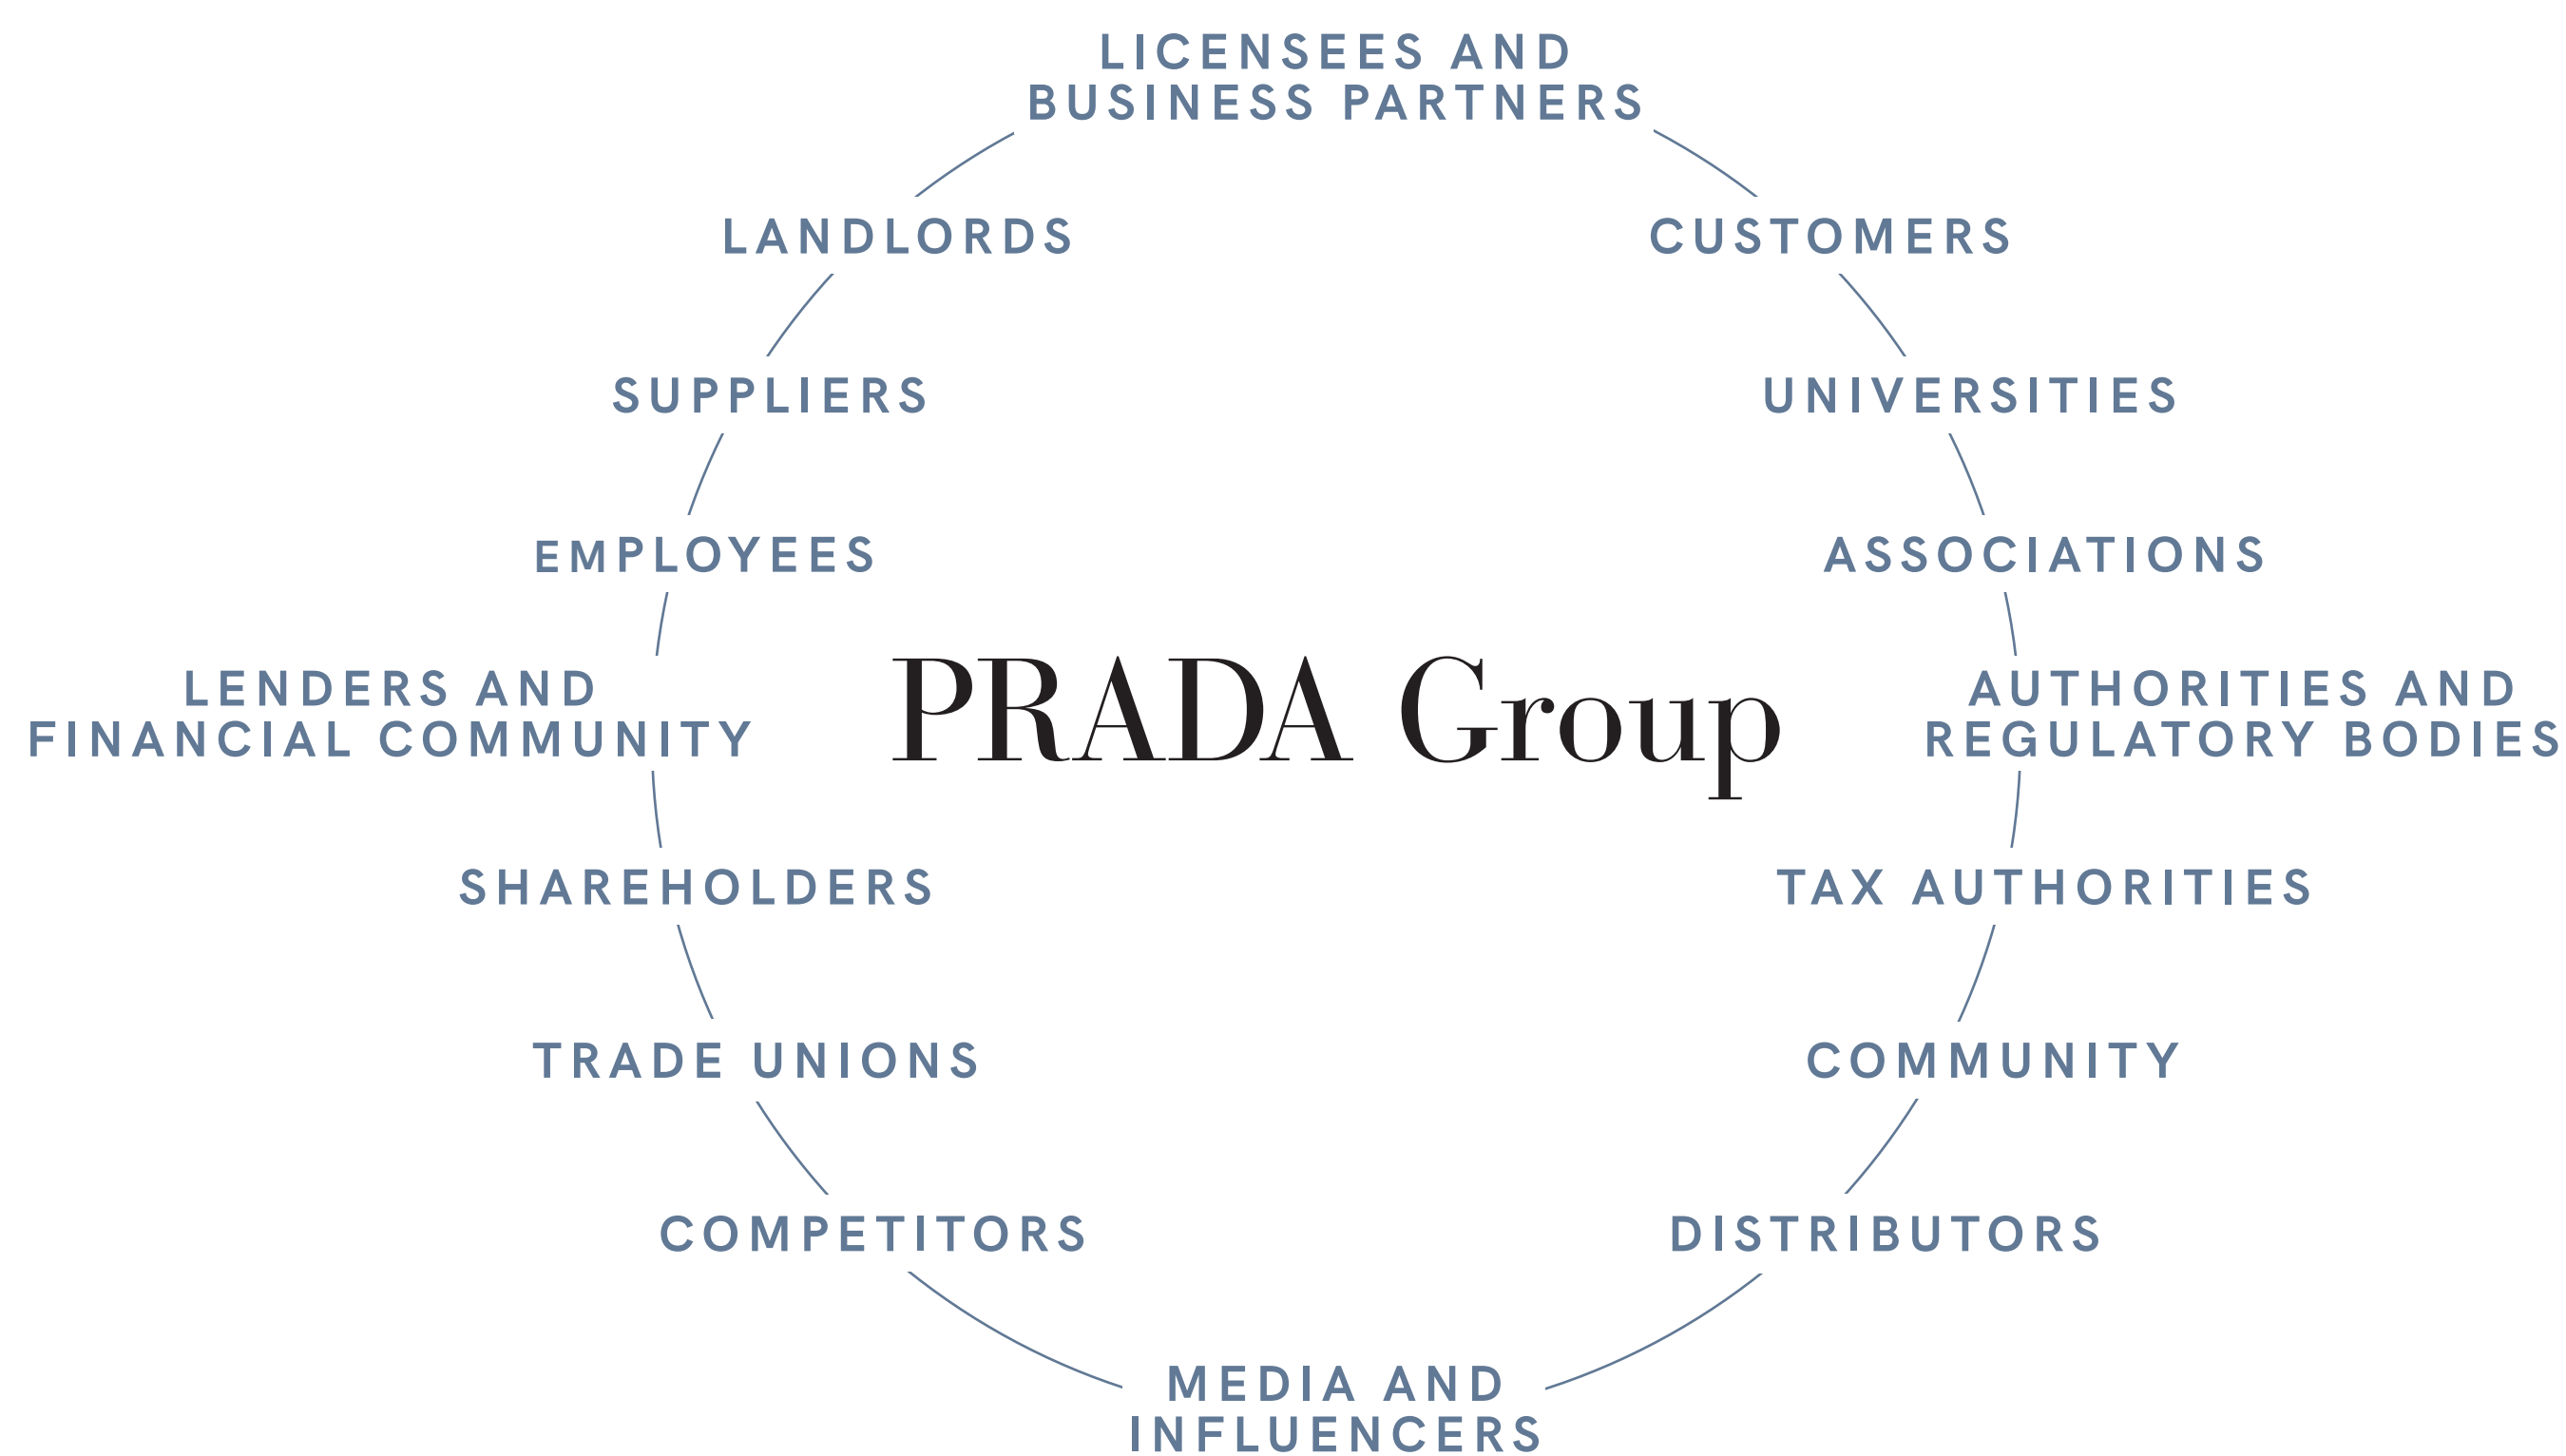 LICENSEES AND
BUSINESS PARTNERS
LANDLORDS
CUSTOMERS
SUPPLIERS
UNIVERSITIES
EMPLOYEES
ASSOCIATIONS
LENDERS AND
FINANCIAL COMMUNITY
PRADA Group
AUTHORITIES AND
REGULATORY BODIES
SHAREHOLDERS
TAX AUTHORITIES
TRADE UNIONS
COMMUNITY
COMPETITORS
DISTRIBUTORS
MEDIA AND
INFLUENCERS